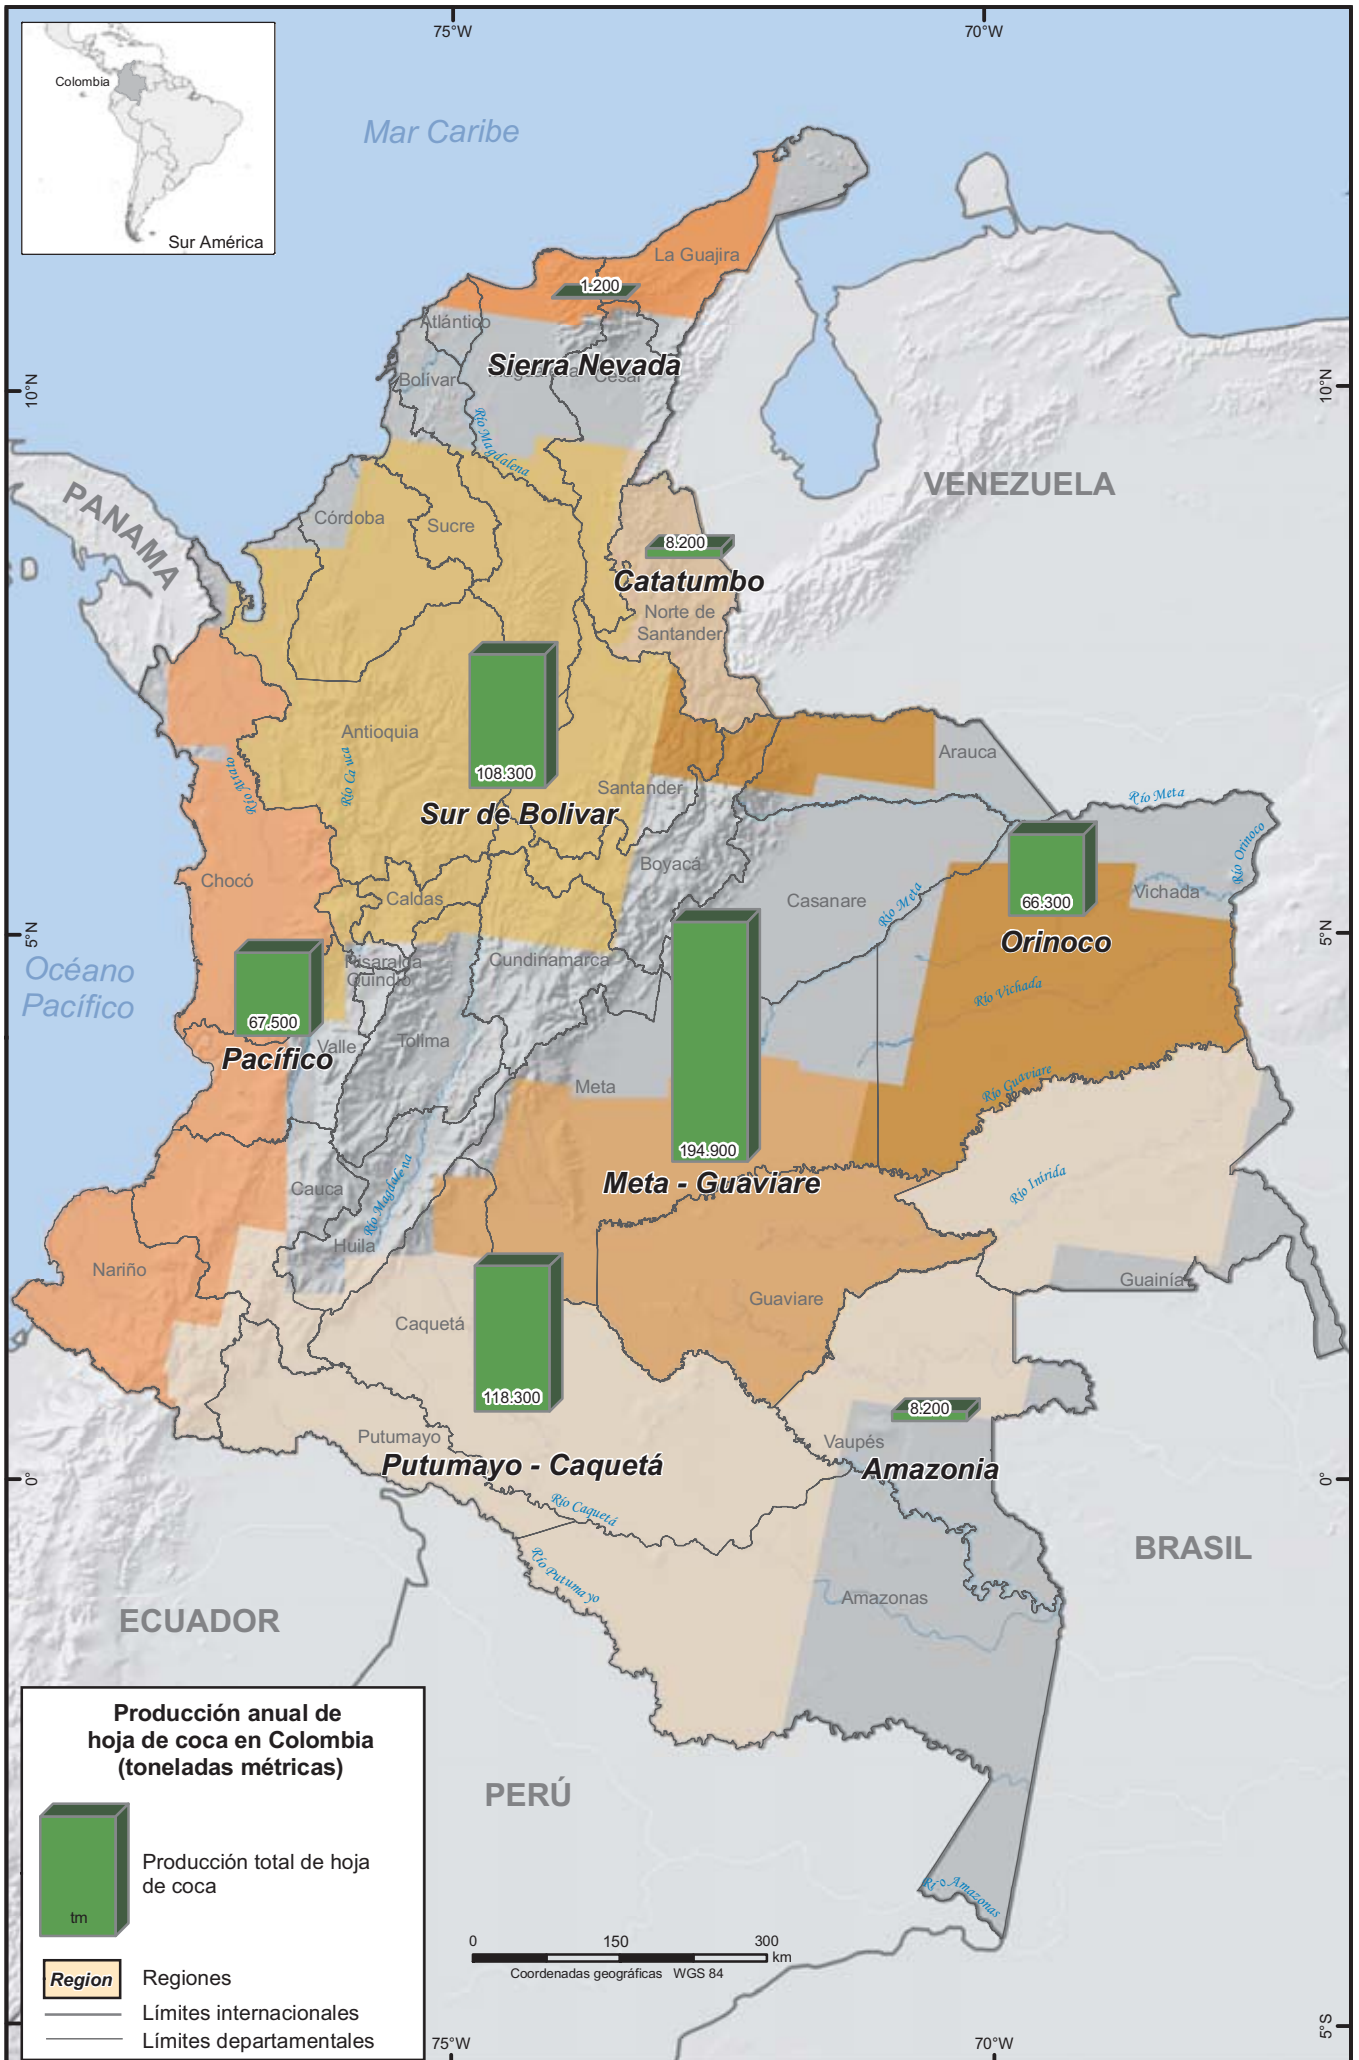 75°W
70°W
Colombia
Sur América
Mar Caribe
La Guajira
1.200
Atlántico
Sierra Nevada
Bolívar
Cesar
10°N
10°N
Río Magdalena
VENEZUELA
PANAMA
Córdoba
Sucre
8.200
Catatumbo
Norte de
Santander
Antioquia
Río Cauca
Río Atrato
108.300
Santander
Sur de Bolivar
Arauca
Río Meta
Río Orinoco
Boyacá
Chocó
Caldas
Casanare
Río Meta
66.300
Vichada
Orinoco
5°N
5°N
Océano
Pacífico
Risaralda
Quindío
Cundinamarca
Río Vichada
67.500
Pacífico
Valle
Tolima
Meta
Río Guaviare
194.900
Meta - Guaviare
Cauca
Río Magdalena
Río Inírida
Huila
Nariño
Guainía
Guaviare
Caquetá
118.300
8.200
Putumayo
Vaupés
Putumayo - Caquetá
Amazonia
0°
0°
Río Caquetá
Río Putumayo
BRASIL
Amazonas
ECUADOR
PERÚ
Río Amazonas
Producción anual de
hoja de coca en Colombia
(toneladas métricas)
Producción total de hoja
de coca
tm
Region
Regiones
Límites internacionales
Límites departamentales
0 150 300
km
Coordenadas geográficas WGS 84
5°S
75°W
70°W